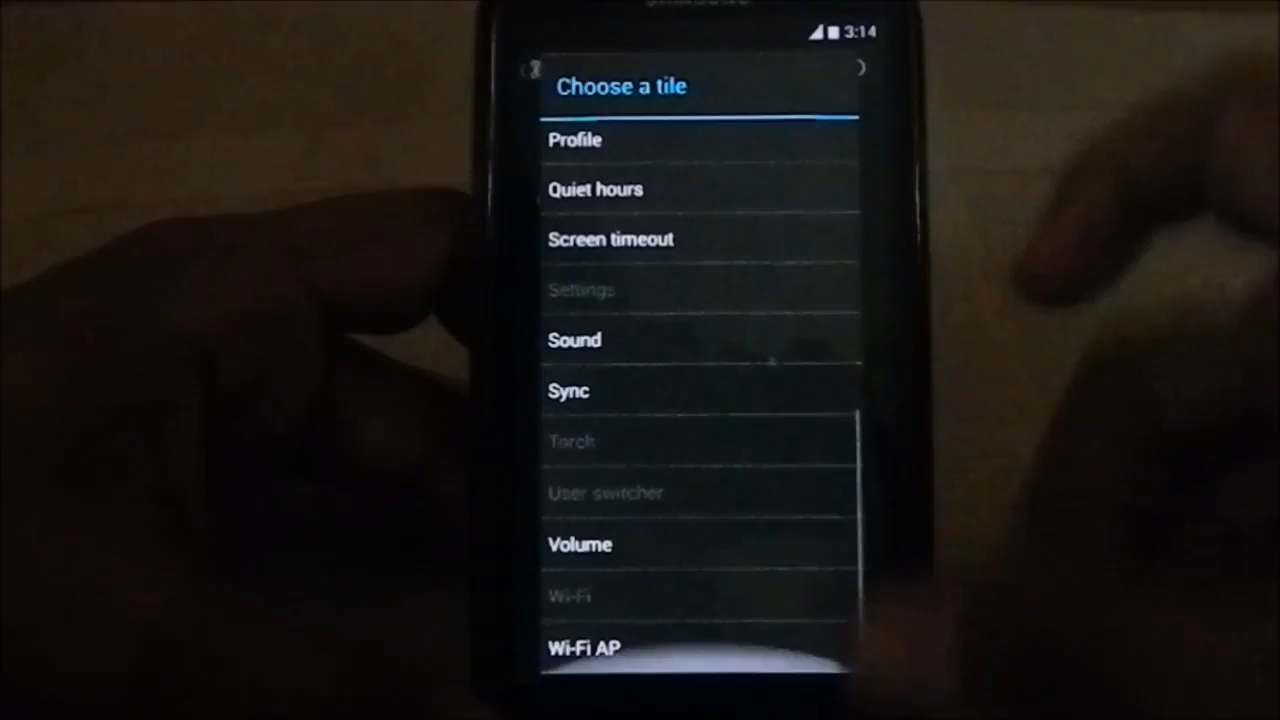 3:14
Choose a tile
Profile
Quiet hours
Screen timeout
Settings
Sound
Sync
Torch
User switcher
Volume
Wi-Fi
Wi-Fi AP